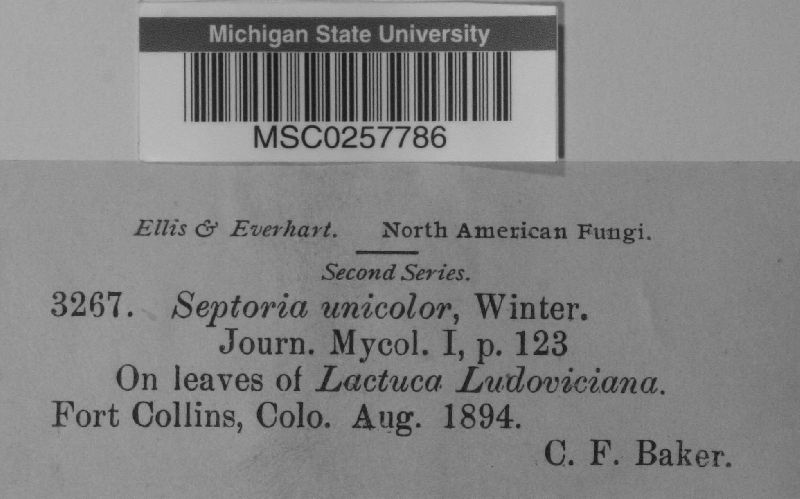 Michigan State University
MSC0257786
Ellis & Everhart. North American Fungi.
Second Series.
3267. Septoria unicolor, Winter.
Journ. Mycol. I, p. 123
On leaves of Lactuca Ludoviciana.
Fort Collins, Colo. Aug. 1894.
C. F. Baker.